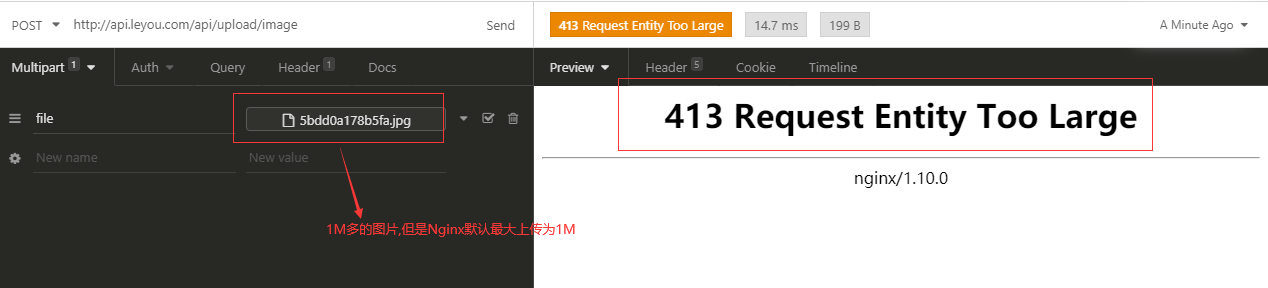 POST http://api.leyou.com/api/upload/image Send
413 Request Entity Too Large 14.7 ms 199 B A Minute Ago
Multipart 1 Auth Query Header 1 Docs
Preview Header 5 Cookie Timeline
file 5bdd0a178b5fa.jpg
New name New value
413 Request Entity Too Large
nginx/1.10.0
1M多的图片,但是Nginx默认最大上传为1M